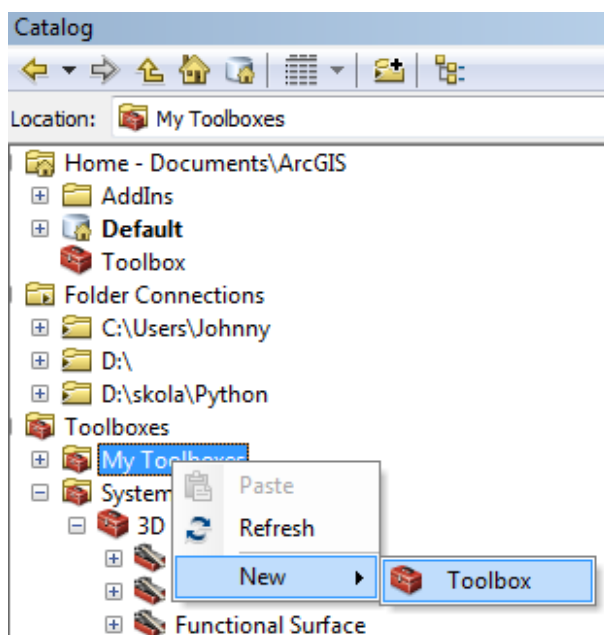 Catalog
Location: My Toolboxes
Home - Documents\ArcGIS
AddIns
Default
Toolbox
Folder Connections
C:\Users\Johnny
D:\
D:\skola\Python
Toolboxes
My Toolboxes
System
3D
Functional Surface
Paste
Refresh
New
Toolbox